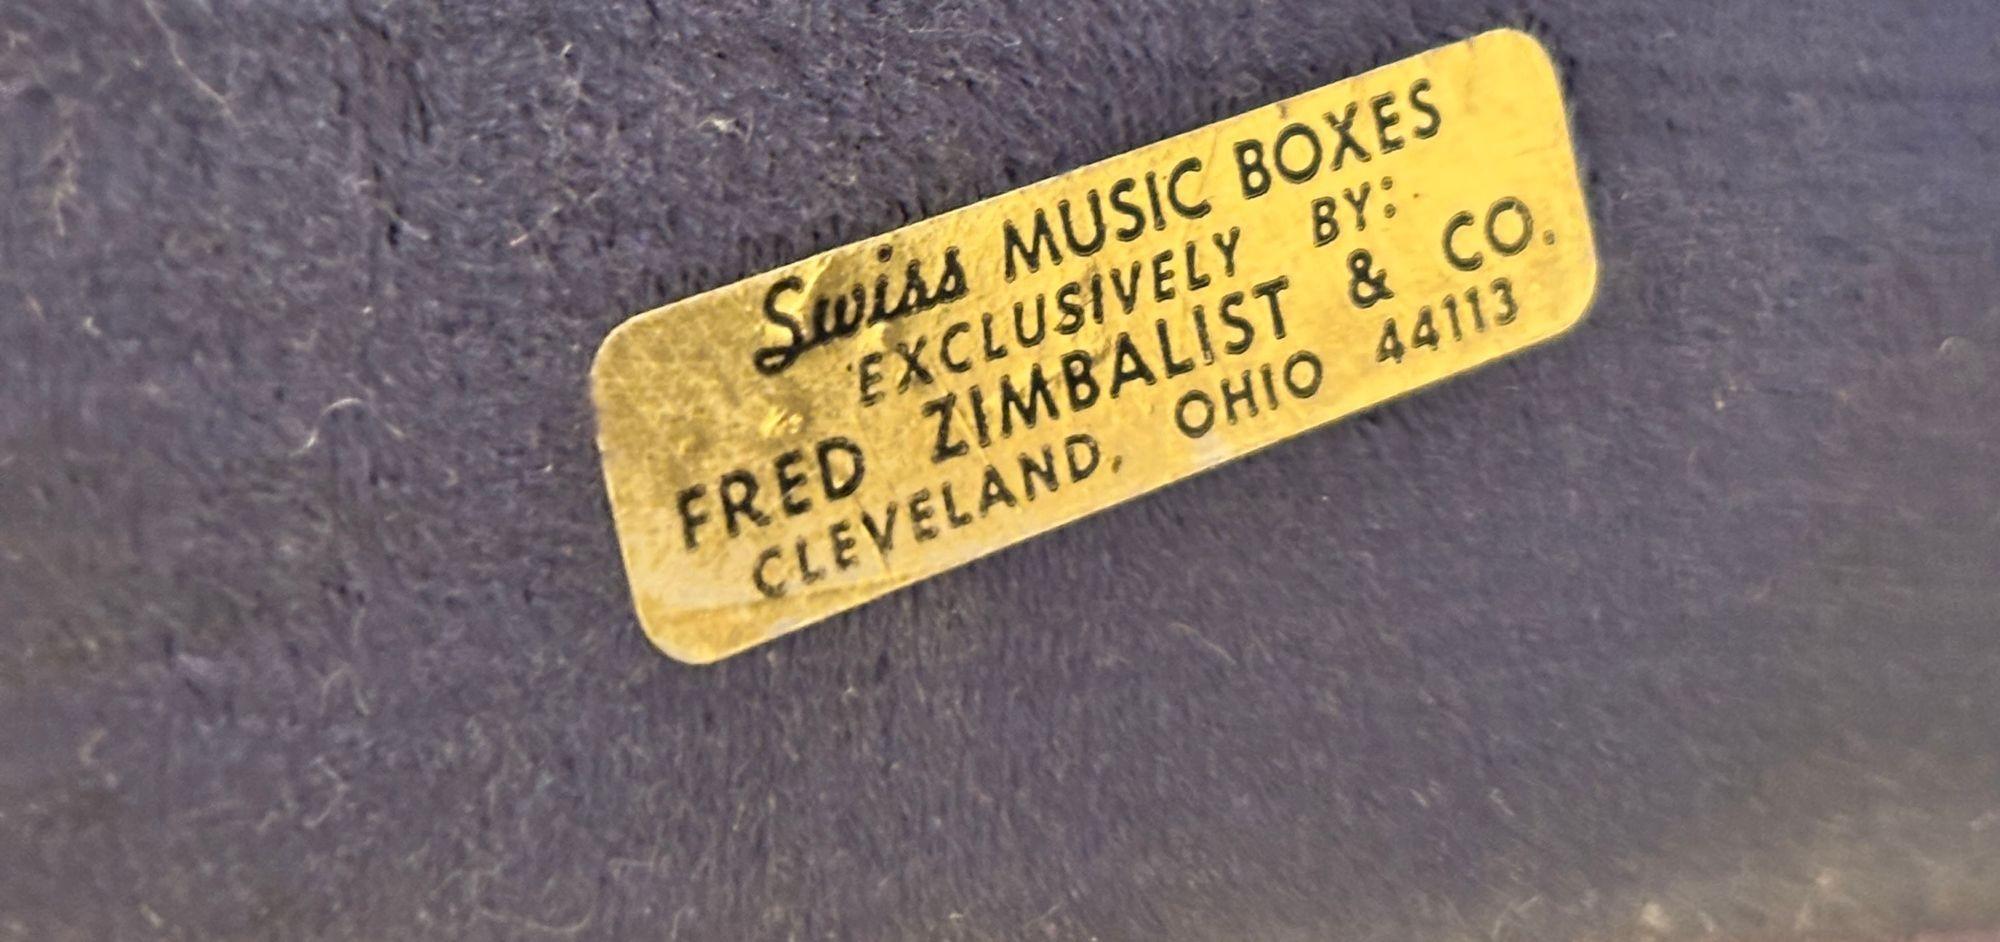 Swiss MUSIC BOXES
EXCLUSIVELY BY:
FRED ZIMBALIST & CO.
CLEVELAND, OHIO 44113